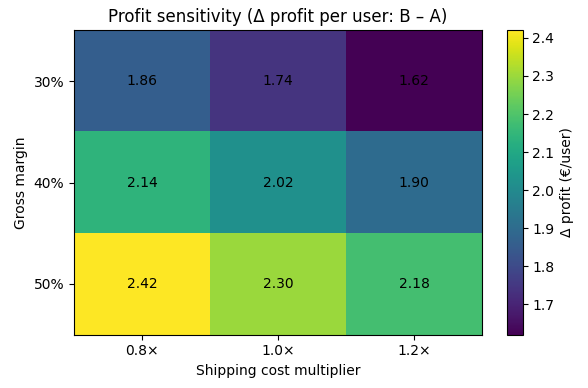 Profit sensitivity (Δ profit per user: B – A)
Gross margin
30%
40%
50%
1.86 1.74 1.62
2.14 2.02 1.90
2.42 2.30 2.18
0.8× 1.0× 1.2×
Shipping cost multiplier
2.4
2.3
2.2
2.1
2.0
1.9
1.8
1.7
Δ profit (€/user)